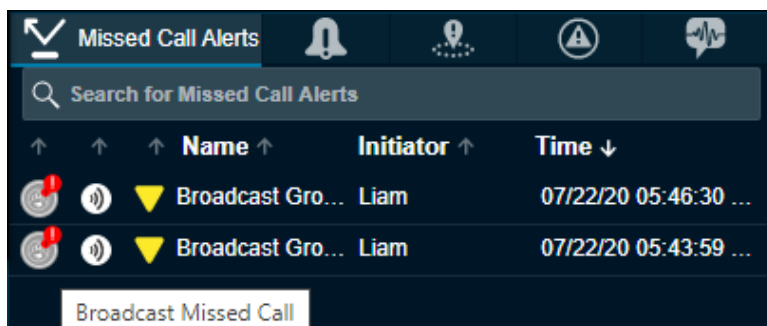 Missed Call Alerts
Search for Missed Call Alerts
Name Initiator Time
Broadcast Gro... Liam 07/22/20 05:46:30 ...
Broadcast Gro... Liam 07/22/20 05:43:59 ...
Broadcast Missed Call